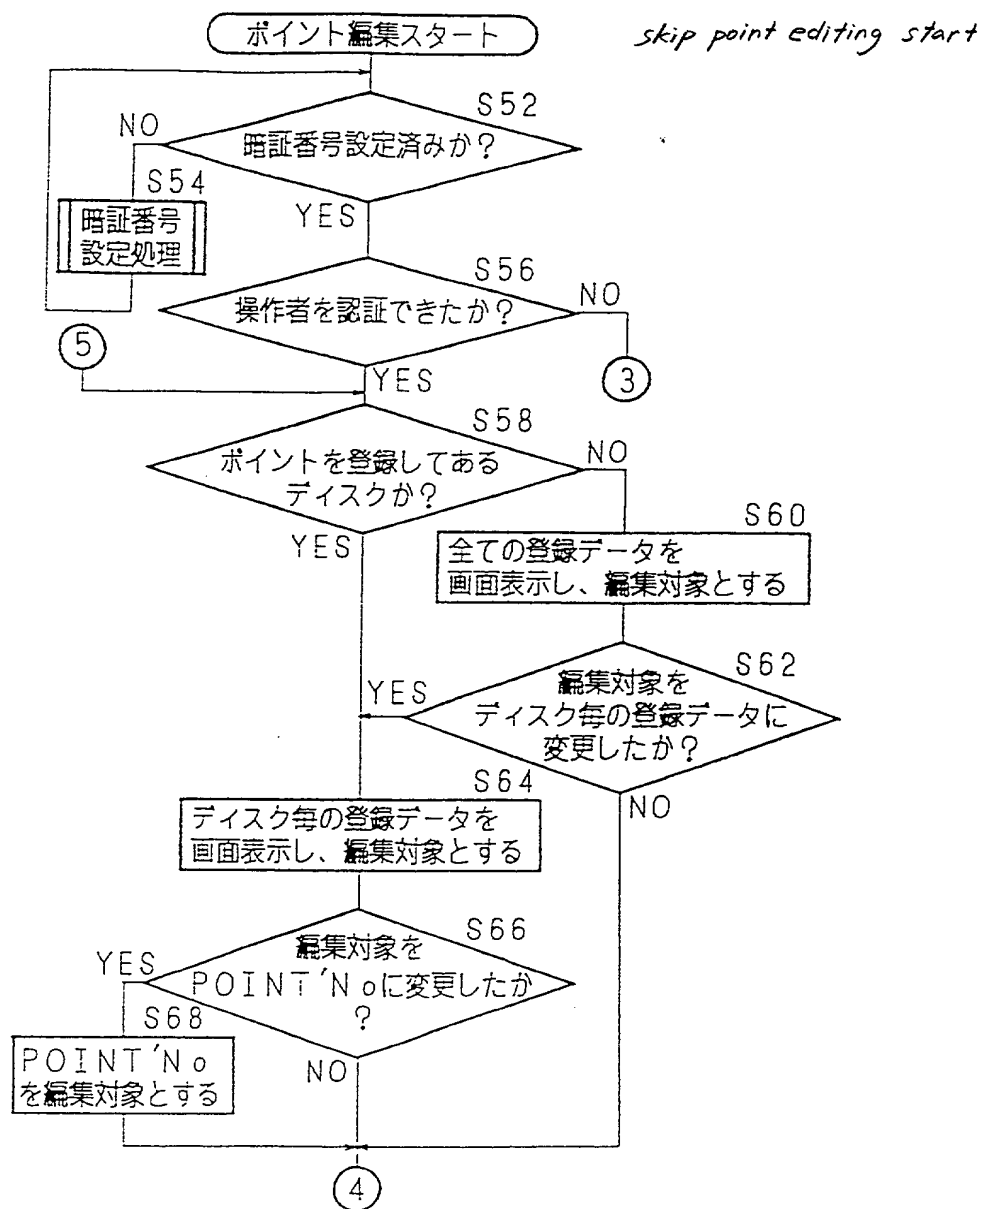 ポイント編集スタート
skip point editing start
S52
NO
暗証番号設定済みか?
S54
YES
暗証番号
設定処理
S56
操作者を認証できたか?
NO
5
YES
3
S58
ポイントを登録してある
ディスクか?
NO
YES
S60
全ての登録データを
画面表示し、編集対象とする
S62
YES
編集対象を
ディスク毎の登録データに
変更したか?
S64
NO
ディスク毎の登録データを
画面表示し、編集対象とする
S66
YES
編集対象を
POINT'Noに変更したか
?
S68
NO
POINT'No
を編集対象とする
4